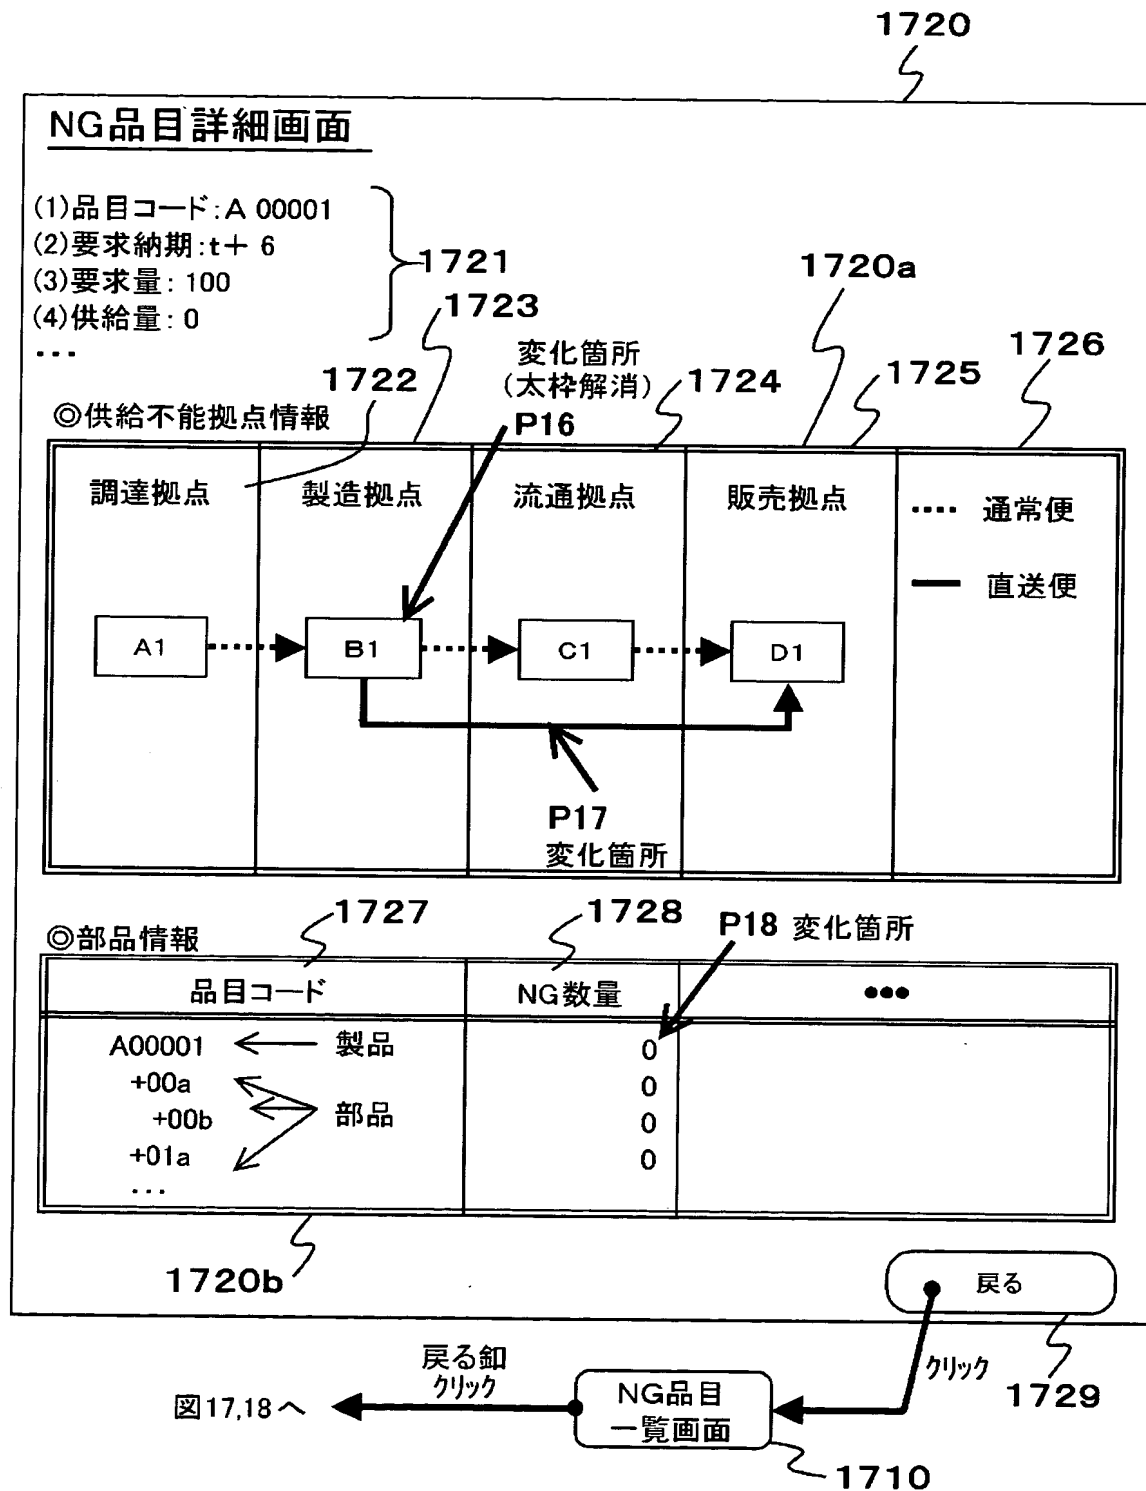 1720
NG品目詳細画面
(1)品目コード:A 00001
(2)要求納期:t+ 6
(3)要求量: 100
(4)供給量: 0
...
1721
1723
1720a
変化箇所
(太枠解消)
P16
1722
1724
1725
1726
◎供給不能拠点情報
調達拠点
製造拠点
流通拠点
販売拠点
通常便
直送便
A1
B1
C1
D1
P17
変化箇所
1727
1728
P18 変化箇所
◎部品情報
品目コード
NG数量
●●●
A00001
製品
0
+00a
0
+00b
部品
0
+01a
0
...
1720b
戻る
戻る釦
クリック
クリック
1729
図17,18へ
NG品目
一覧画面
1710